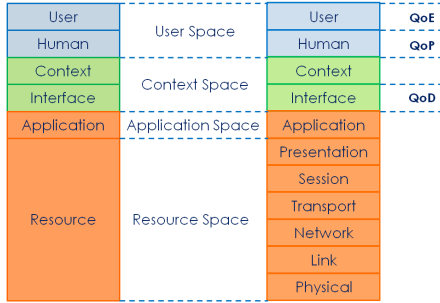 User
User Space
User
QoE
Human
Human
QoP
Context
Context Space
Context
Interface
Interface
QoD
Application
Application Space
Application
Presentation
Session
Resource
Resource Space
Transport
Network
Link
Physical